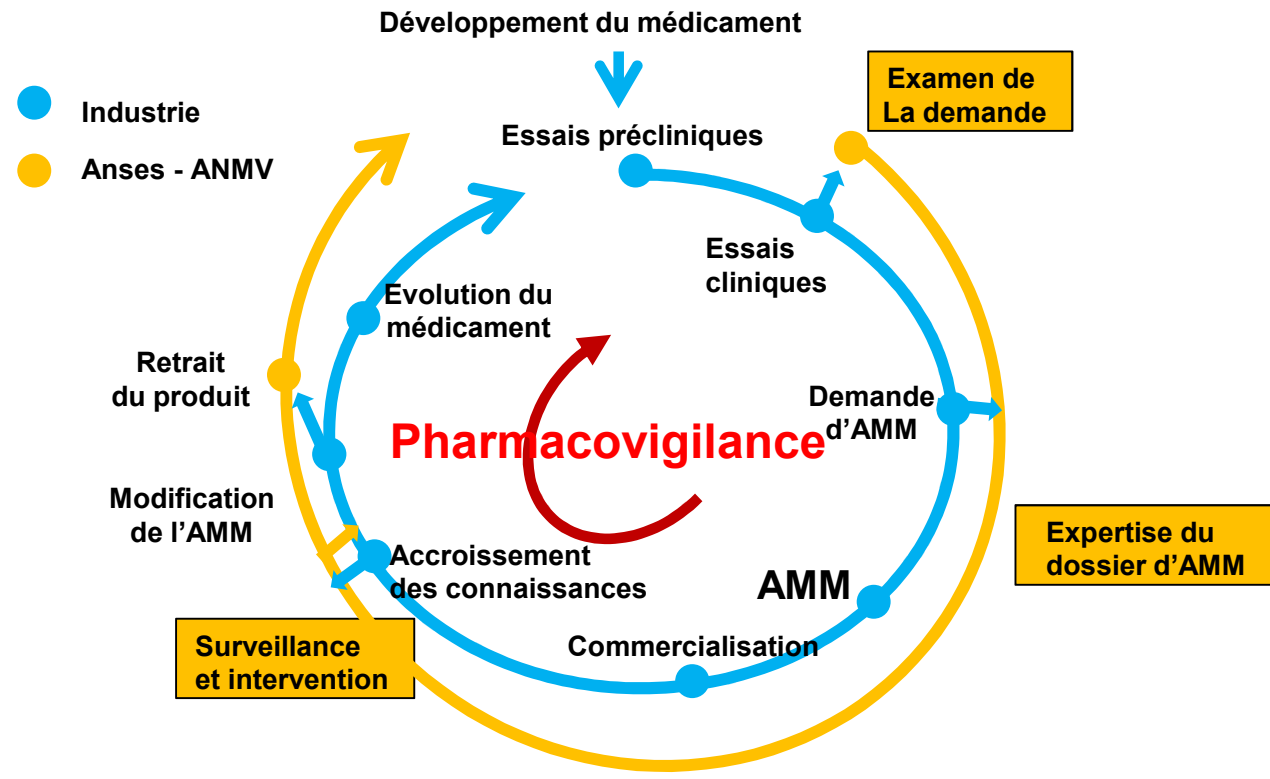 Développement du médicament
Industrie
Anses - ANMV
Examen de
La demande
Essais précliniques
Essais
cliniques
Evolution du
médicament
Retrait
du produit
Demande
d'AMM
Pharmacovigilance
Modification
de l'AMM
Accroissement
des connaissances
Expertise du
dossier d'AMM
AMM
Commercialisation
Surveillance
et intervention